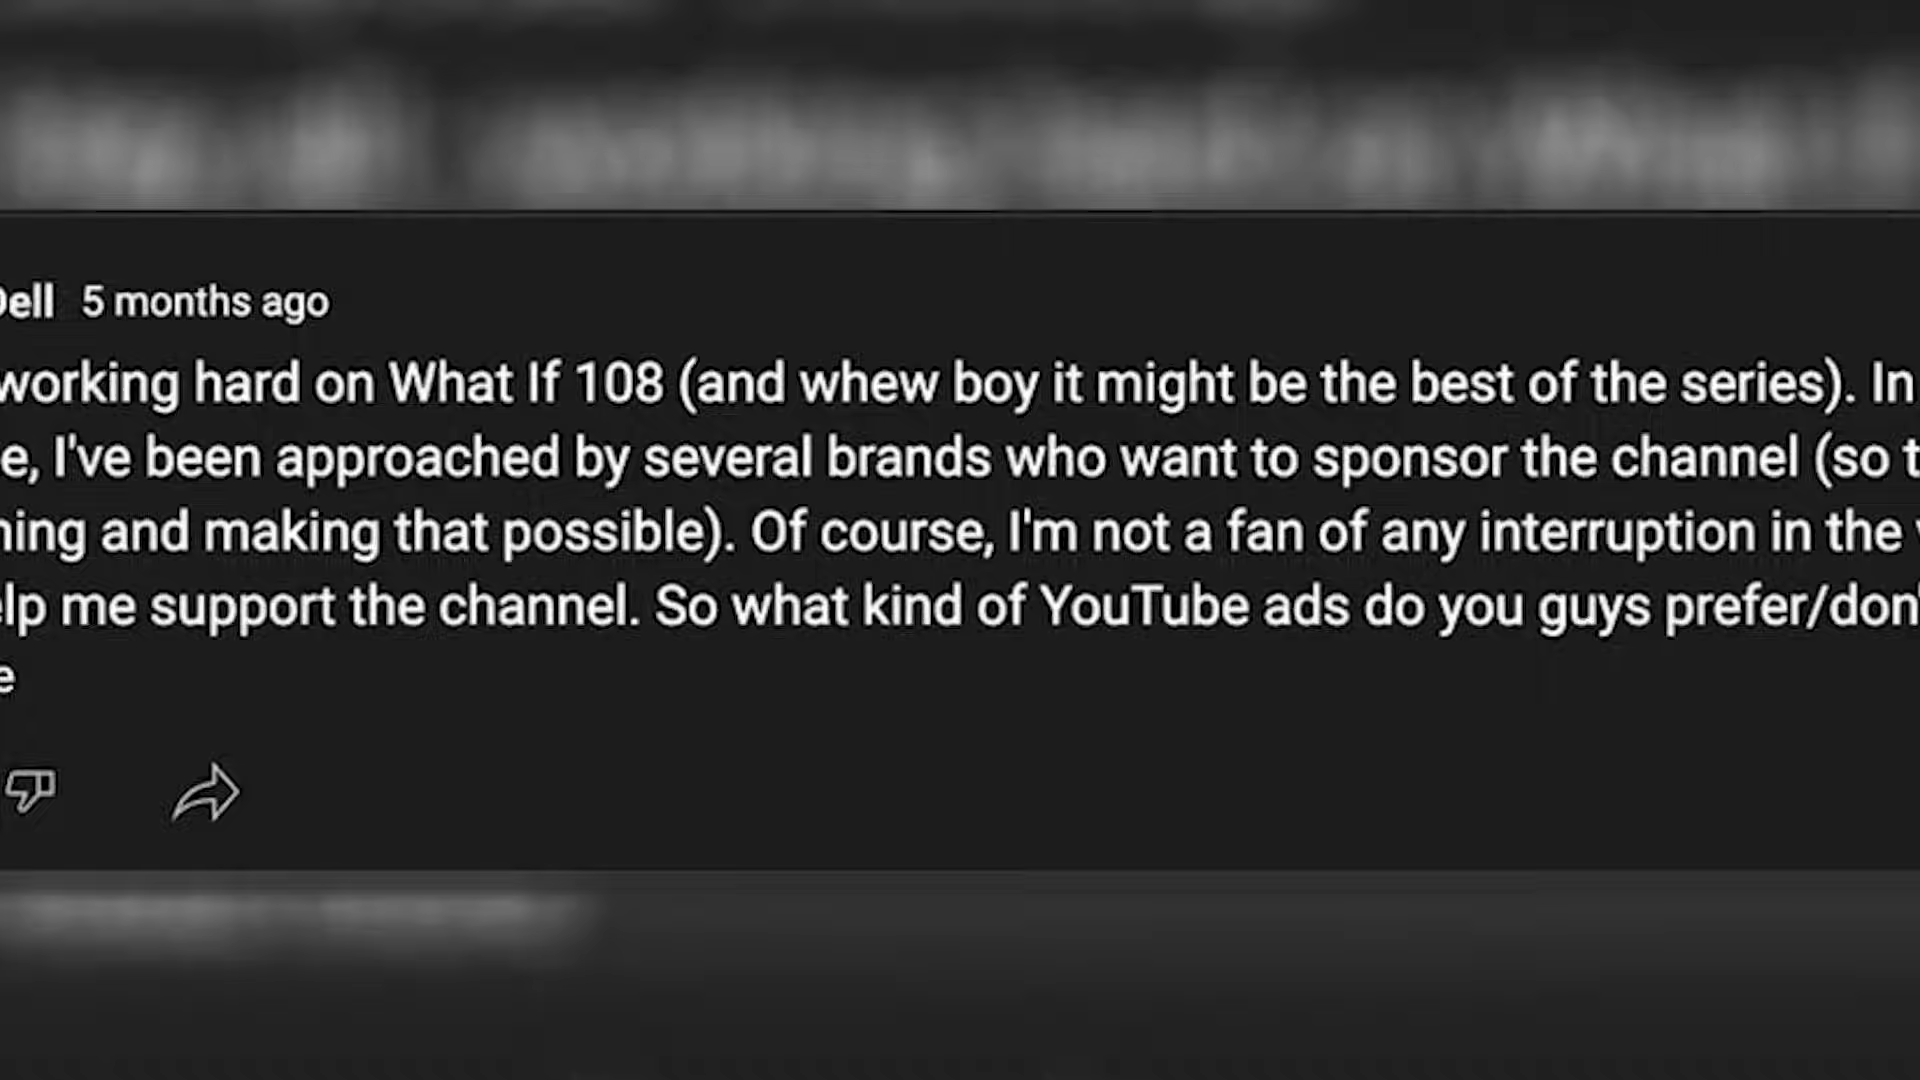 Dell 5 months ago
working hard on What If 108 (and whew boy it might be the best of the series). In
e, I've been approached by several brands who want to sponsor the channel (so t
ning and making that possible). Of course, I'm not a fan of any interruption in the
elp me support the channel. So what kind of YouTube ads do you guys prefer/don'
e